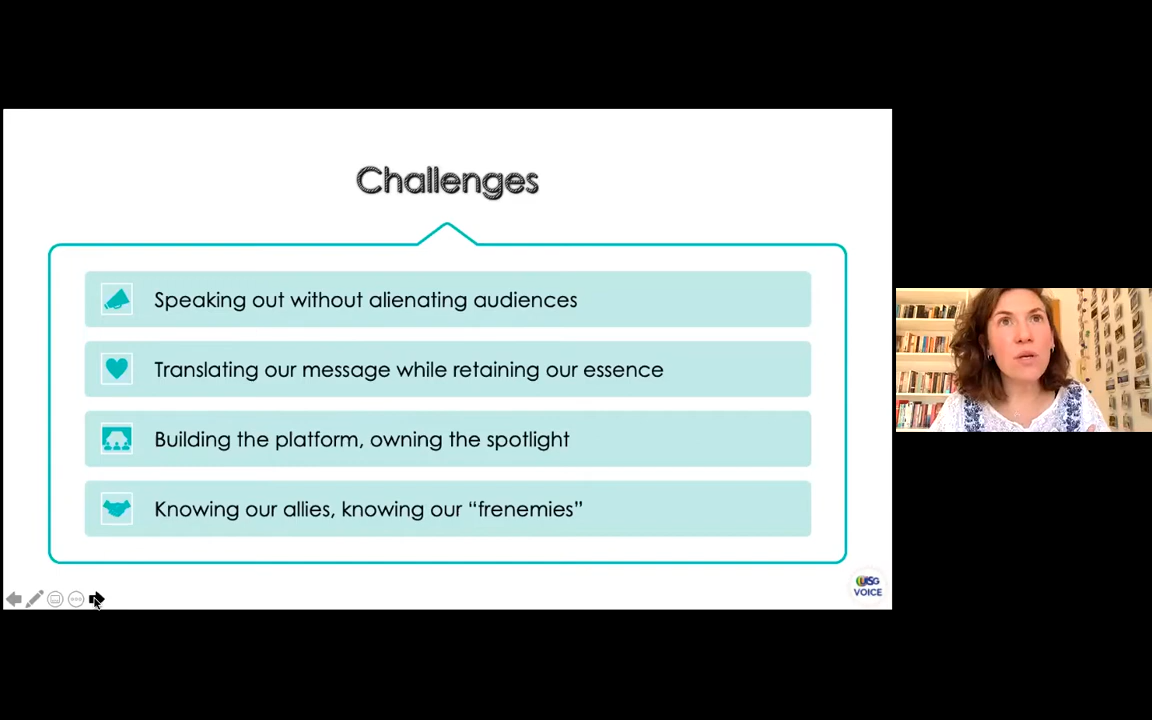 Challenges
Speaking out without alienating audiences
Translating our message while retaining our essence
Building the platform, owning the spotlight
Knowing our allies, knowing our “frenemies”
UISG
VOICE